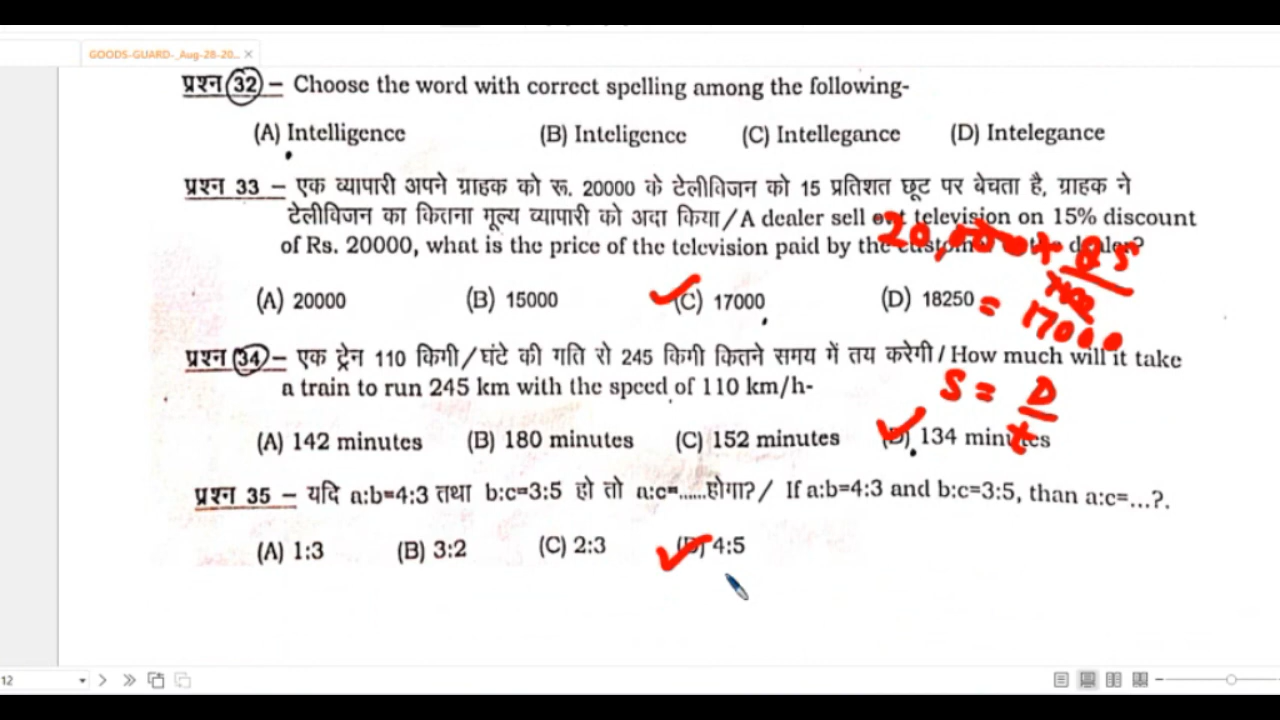 GOODS-GUARD-_Aug-28-20...
प्रश्न 32 – Choose the word with correct spelling among the following-
(A) Intelligence (B) Inteligence (C) Intellegance (D) Intelegance
प्रश्न 33 – एक व्यापारी अपने ग्राहक को रू. 20000 के टेलीविजन को 15 प्रतिशत छूट पर बेचता है, ग्राहक ने
टेलीविजन का कितना मूल्य व्यापारी को अदा किया/A dealer sell out television on 15% discount
of Rs. 20000, what is the price of the television paid by the dealer?
(A) 20000 (B) 15000 (C) 17000 (D) 18250
= 17000
प्रश्न 34 – एक ट्रेन 110 किमी/घंटे की गति से 245 किमी कितने समय में तय करेगी/How much will it take
a train to run 245 km with the speed of 110 km/h-
S = D
t
(A) 142 minutes (B) 180 minutes (C) 152 minutes (D) 134 minutes
प्रश्न 35 – यदि a:b=4:3 तथा b:c=3:5 हो तो a:c=......होगा?/ If a:b=4:3 and b:c=3:5, than a:c=...?.
(A) 1:3 (B) 3:2 (C) 2:3 (D) 4:5
12